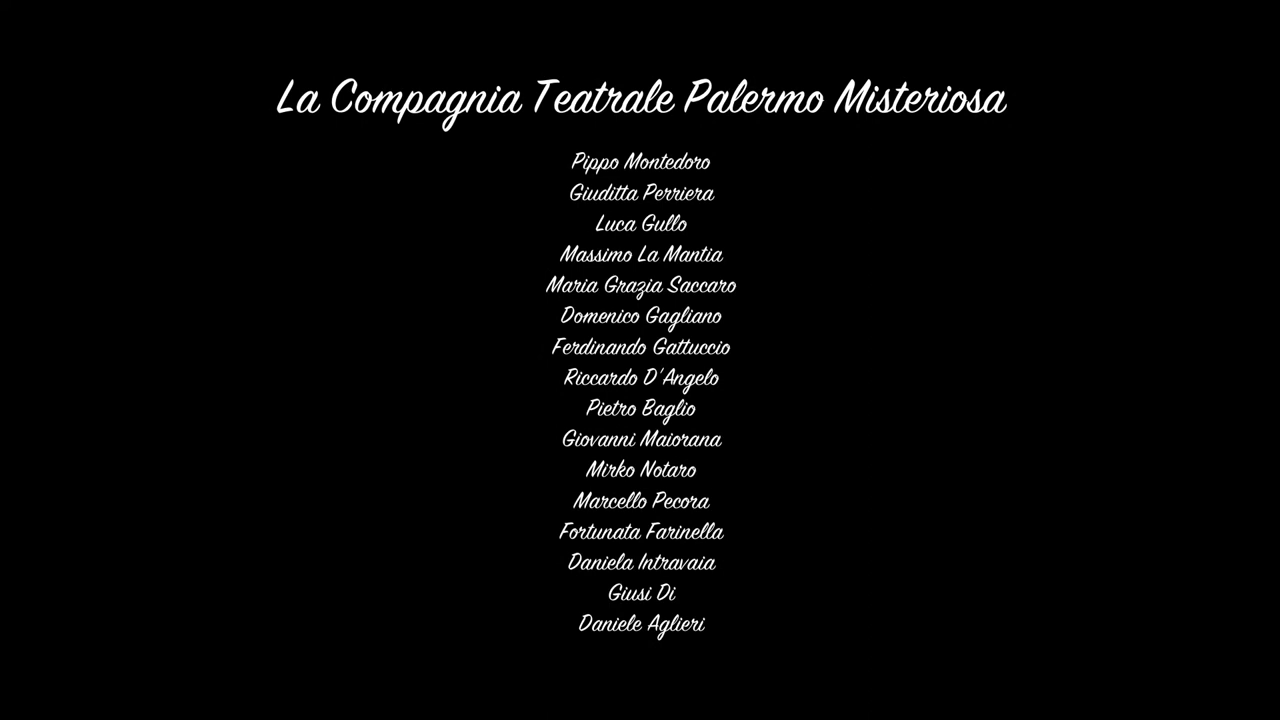 La Compagnia Teatrale Palermo Misteriosa
Pippo Montedoro
Giuditta Perriera
Luca Gullo
Massimo La Mantia
Maria Grazia Saccaro
Domenico Gagliano
Ferdinando Gattuccio
Riccardo D'Angelo
Pietro Baglio
Giovanni Maiorana
Mirko Notaro
Marcello Pecora
Fortunata Farinella
Daniela Intravaia
Giusi Di
Daniele Aglieri